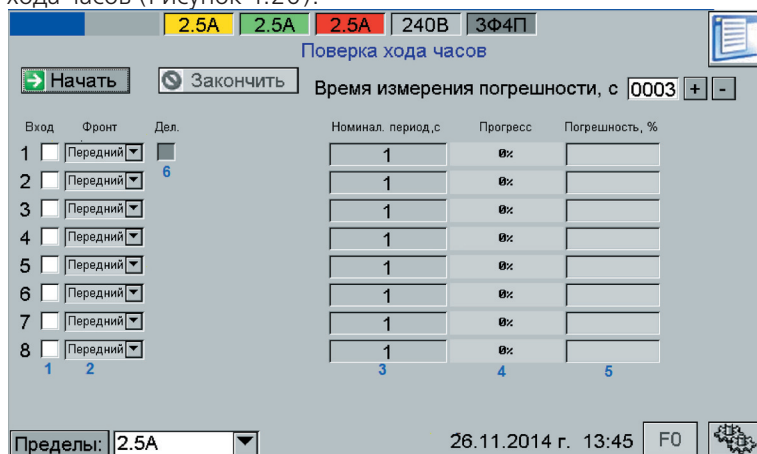 хода часов (Рисунок 4.26).
2.5А 2.5А 2.5А 240В 3Ф4П
Поверка хода часов
Начать Закончить Время измерения погрешности, с 0003 + -
Вход Фронт Дел. Номинал. период,с Прогресс Погрешность, %
1 Передний 1 0%
2 Передний 6 1 0%
3 Передний 1 0%
4 Передний 1 0%
5 Передний 1 0%
6 Передний 1 0%
7 Передний 1 0%
8 Передний 1 0%
1 2 3 4 5
Пределы: 2.5А 26.11.2014 г. 13:45 F0